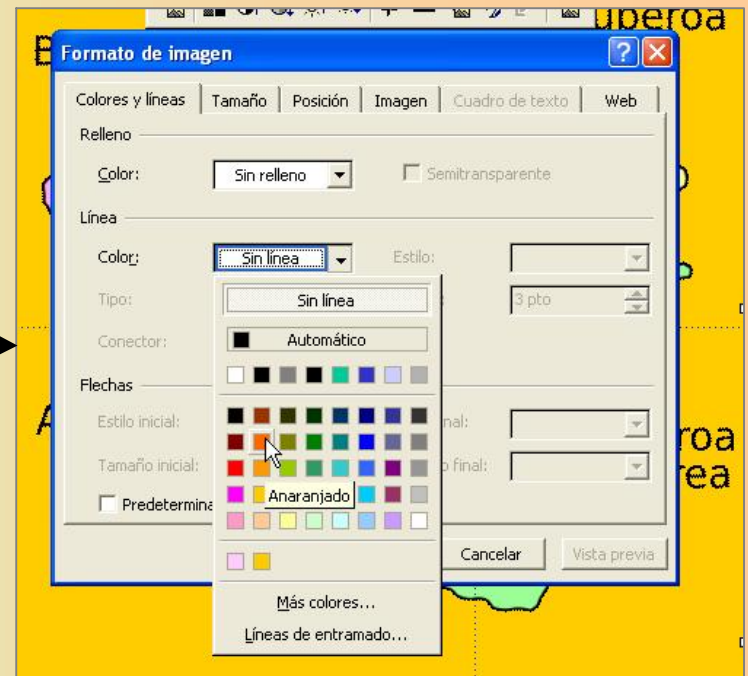 uberoa
B
Formato de imagen
Colores y líneas Tamaño Posición Imagen Cuadro de texto Web
Relleno
Color: Sin relleno Semitransparente
Línea
Color: Sin línea Estilo:
Tipo: Sin línea 3 pto
Conector: Automático
Flechas
Estilo inicial: nal:
Tamaño inicial: o final:
Anaranjado
Predetermina
Cancelar Vista previa
Más colores...
Líneas de entramado...
A
roa
rea